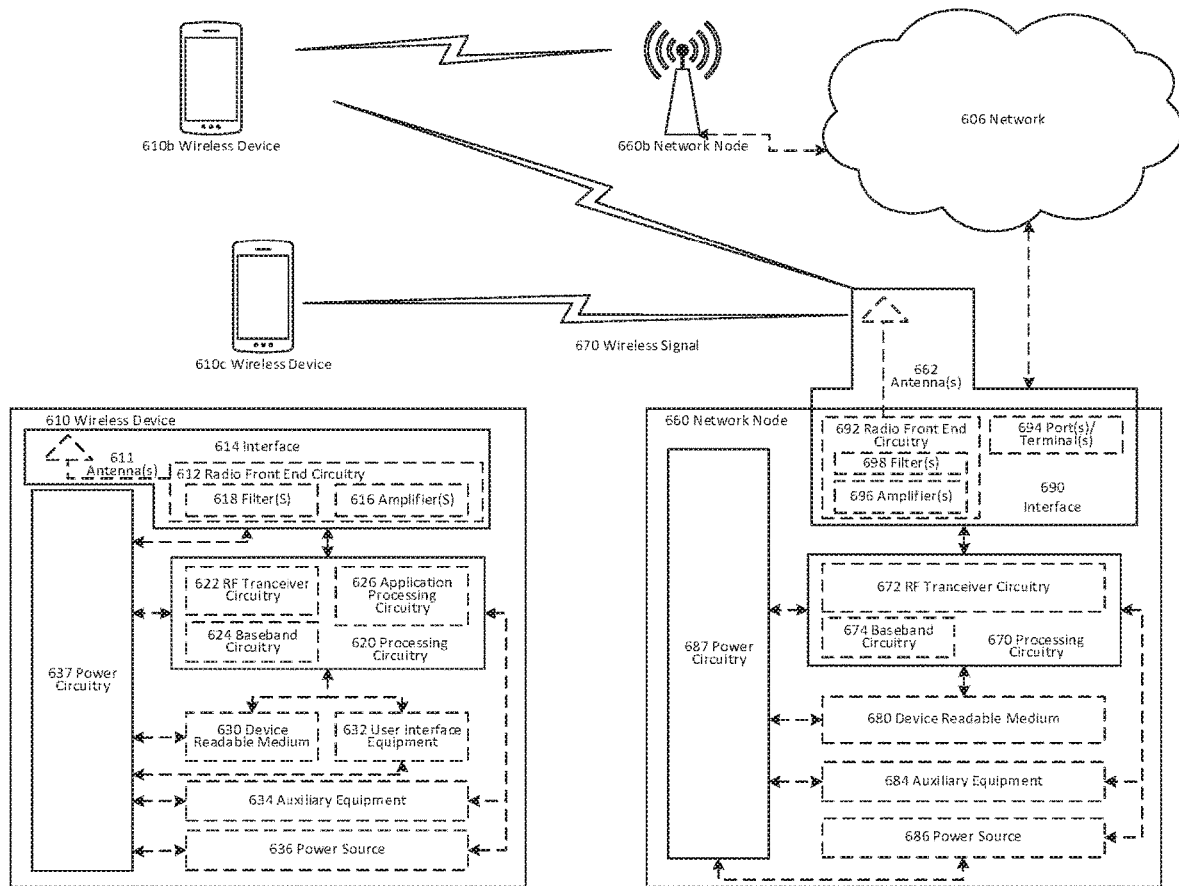 610b Wireless Device
660b Network Node
606 Network
610c Wireless Device
670 Wireless Signal
662
Antenna(s)
610 Wireless Device
614 Interface
611
Antenna(s)
612 Radio Front End Circuitry
618 Filter(S)
616 Amplifier(S)
622 RF Tranceiver
Circuitry
626 Application
Processing
Circuitry
624 Baseband
Circuitry
620 Processing
Circuitry
637 Power
Circuitry
630 Device
Readable Medium
632 User Interface
Equipment
634 Auxiliary Equipment
636 Power Source
660 Network Node
692 Radio Front End
Circuitry
698 Filter(s)
696 Amplifier(s)
694 Port(s)/
Terminal(s)
690
Interface
672 RF Tranceiver Circuitry
674 Baseband
Circuitry
670 Processing
Circuitry
687 Power
Circuitry
680 Device Readable Medium
684 Auxiliary Equipment
686 Power Source